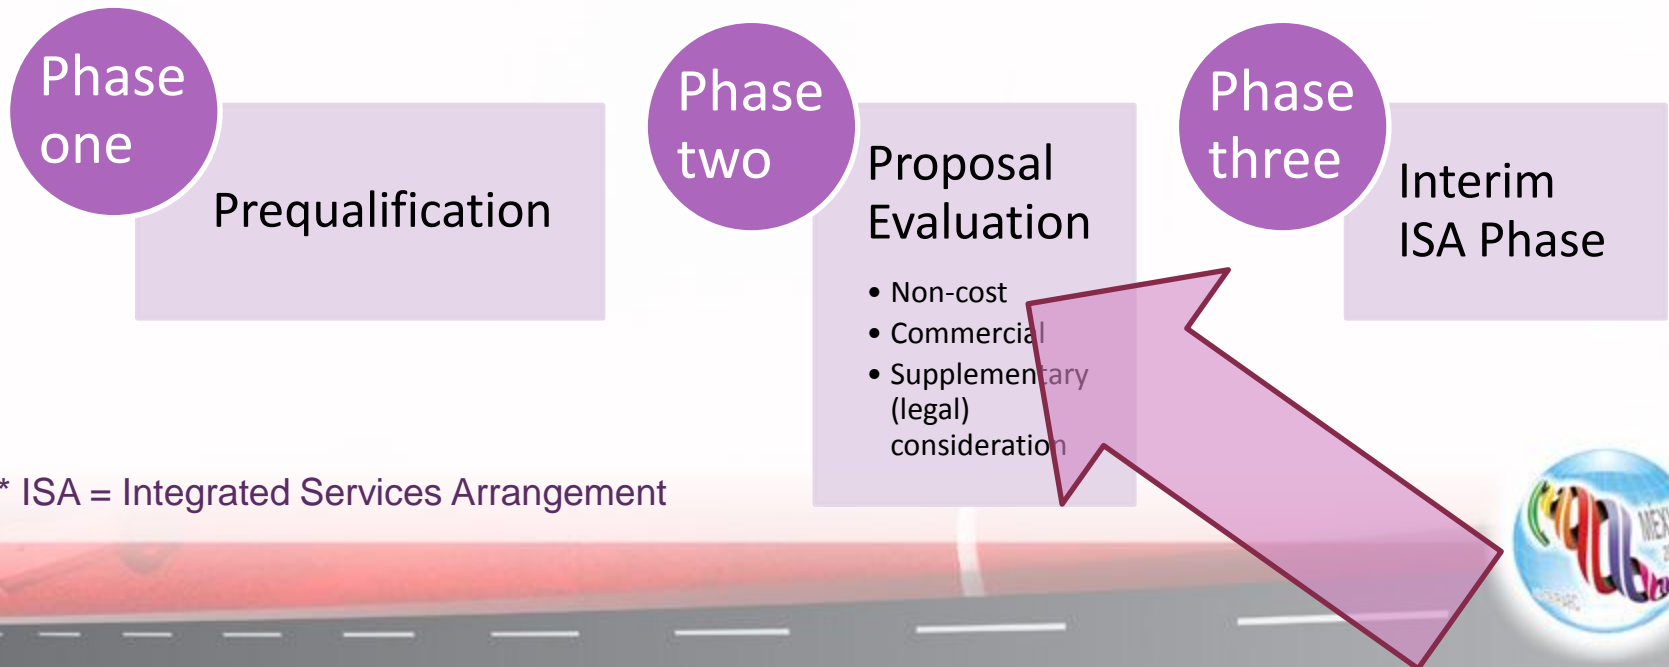 Phase
one
Prequalification
Phase
two
Proposal
Evaluation
• Non-cost
• Commercial
• Supplementary
(legal)
consideration
Phase
three
Interim
ISA Phase
* ISA = Integrated Services Arrangement